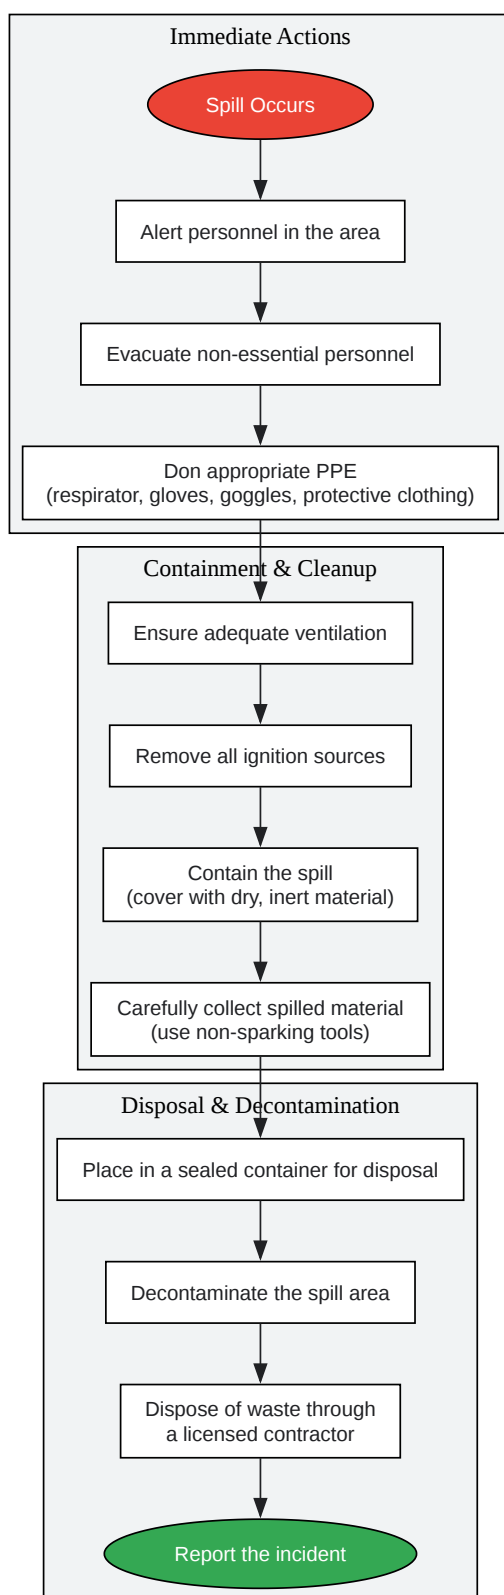 Immediate Actions
Spill Occurs
Alert personnel in the area
Evacuate non-essential personnel
Don appropriate PPE
(respirator, gloves, goggles, protective clothing)
Containment & Cleanup
Ensure adequate ventilation
Remove all ignition sources
Contain the spill
(cover with dry, inert material)
Carefully collect spilled material
(use non-sparking tools)
Disposal & Decontamination
Place in a sealed container for disposal
Decontaminate the spill area
Dispose of waste through
a licensed contractor
Report the incident